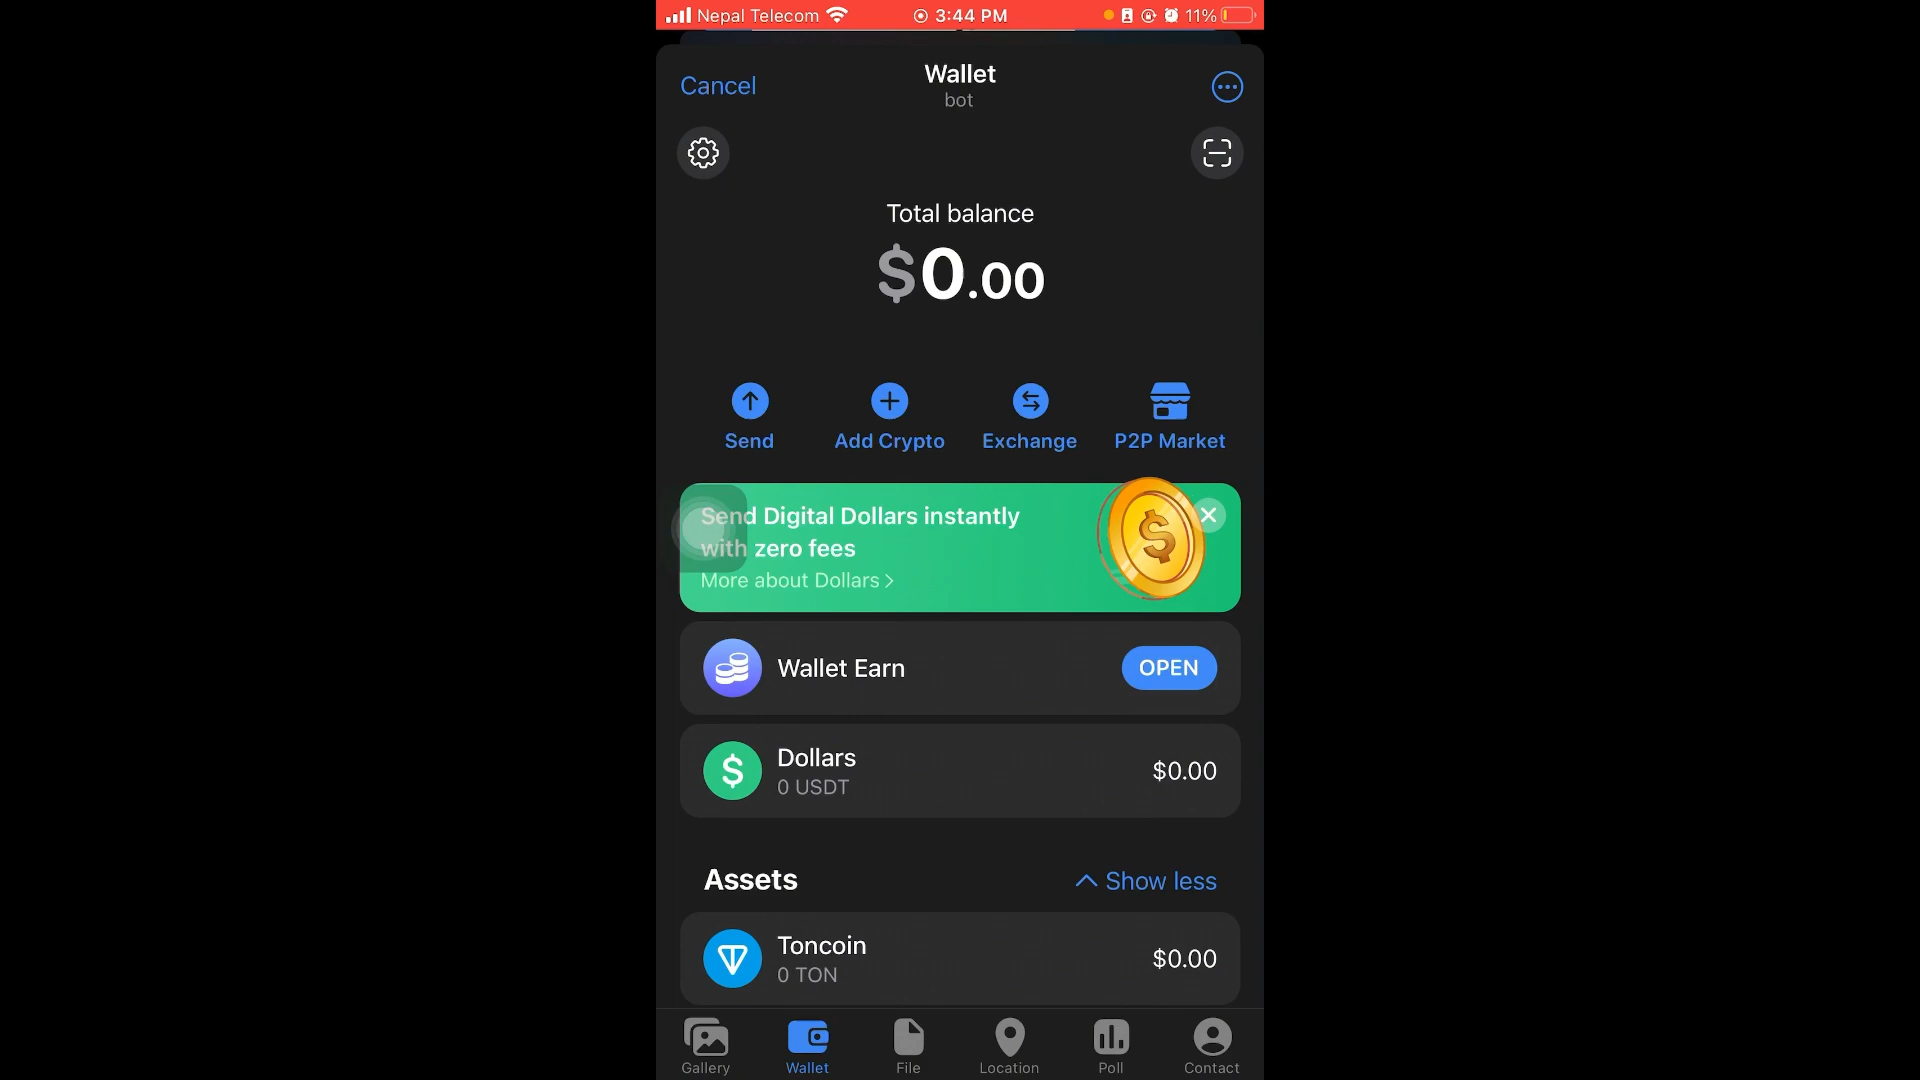 Nepal Telecom 3:44 PM 11%
Cancel
Wallet
bot
Total balance
$0.00
Send Add Crypto Exchange P2P Market
Send Digital Dollars instantly
with zero fees
More about Dollars >
Wallet Earn
OPEN
Dollars
0 USDT
$0.00
Assets
Show less
Toncoin
0 TON
$0.00
Gallery Wallet File Location Poll Contact